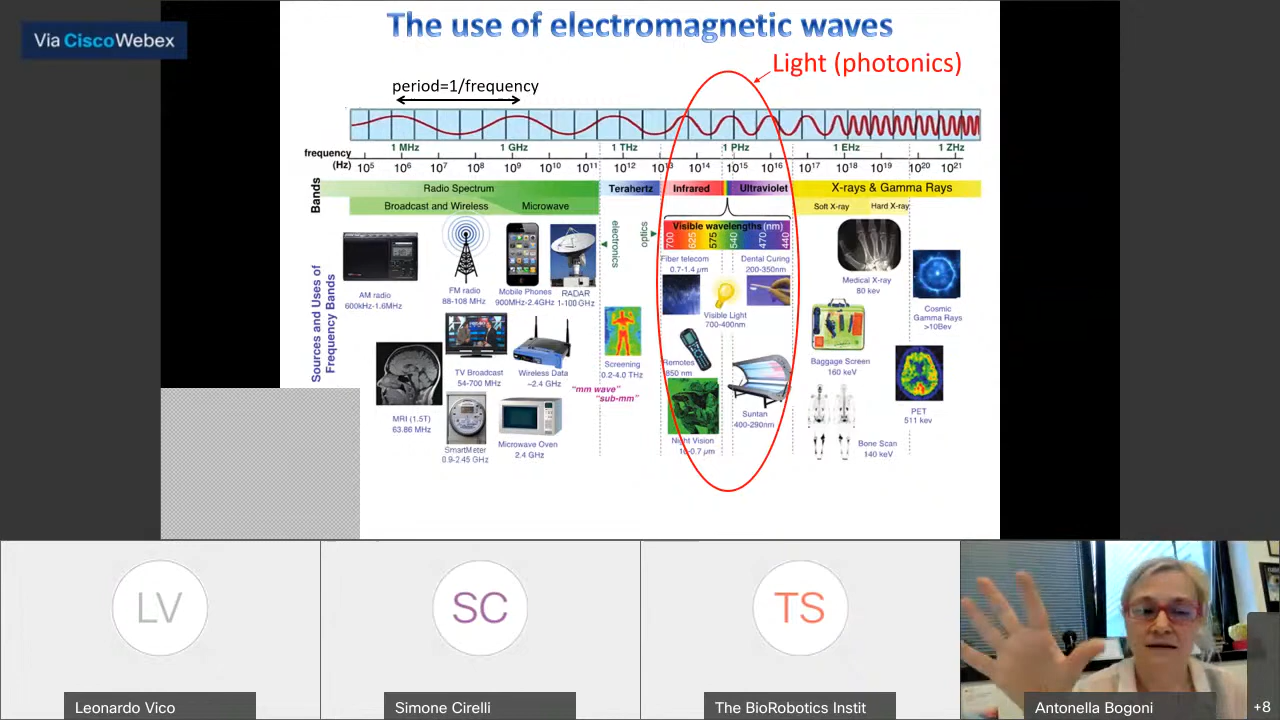 Via Cisco Webex
The use of electromagnetic waves
Light (photonics)
period=1/frequency
frequency
(Hz)
1 MHz 1 GHz 1 THz 1 PHz 1 EHz 1 ZHz
10⁵ 10⁶ 10⁷ 10⁸ 10⁹ 10¹⁰ 10¹¹ 10¹² 10¹³ 10¹⁴ 10¹⁵ 10¹⁶ 10¹⁷ 10¹⁸ 10¹⁹ 10²⁰ 10²¹
Bands
Radio Spectrum Terahertz Infrared Ultraviolet X-rays & Gamma Rays
Broadcast and Wireless Microwave Soft X-ray Hard X-ray
electronics
optics
Visible wavelengths (nm)
700 625 575 540 470 440
Sources and Uses of
Frequency Bands
AM radio
600kHz-1.6MHz
FM radio
88-108 MHz
Mobile Phones
900MHz-2.4GHz
RADAR
1-100 GHz
TV Broadcast
54-700 MHz
Wireless Data
~2.4 GHz
MRI (1.5T)
63.86 MHz
SmartMeter
0.9-2.45 GHz
Microwave Oven
2.4 GHz
Screening
0.2-4.0 THz
"mm wave"
"sub-mm"
Fiber telecom
0.7-1.4 μm
Dental Curing
200-350nm
Visible Light
700-400nm
Remotes
850 nm
Night Vision
10-0.7 μm
Suntan
400-290nm
Medical X-ray
80 kev
Baggage Screen
160 keV
Bone Scan
140 keV
Cosmic
Gamma Rays
>10Bev
PET
511 kev
LV
SC
TS
Leonardo Vico
Simone Cirelli
The BioRobotics Instit
Antonella Bogoni
+8